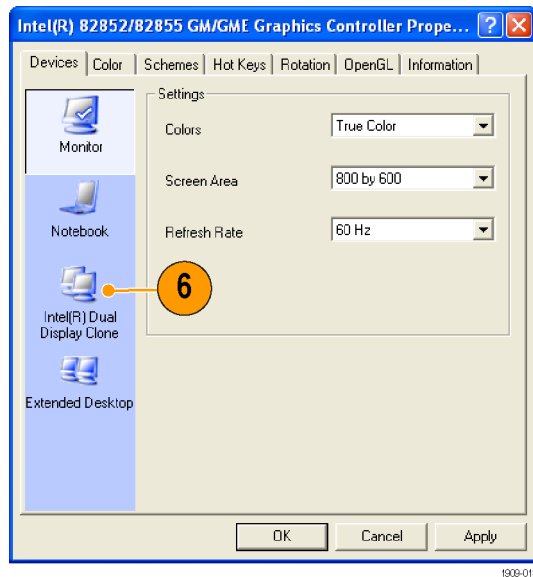 Intel(R) 82852/82855 GM/GME Graphics Controller Prope...
Devices
Color
Schemes
Hot Keys
Rotation
OpenGL
Information
Monitor
Notebook
Intel(R) Dual
Display Clone
Extended Desktop
6
Settings
Colors
True Color
Screen Area
800 by 600
Refresh Rate
60 Hz
OK
Cancel
Apply